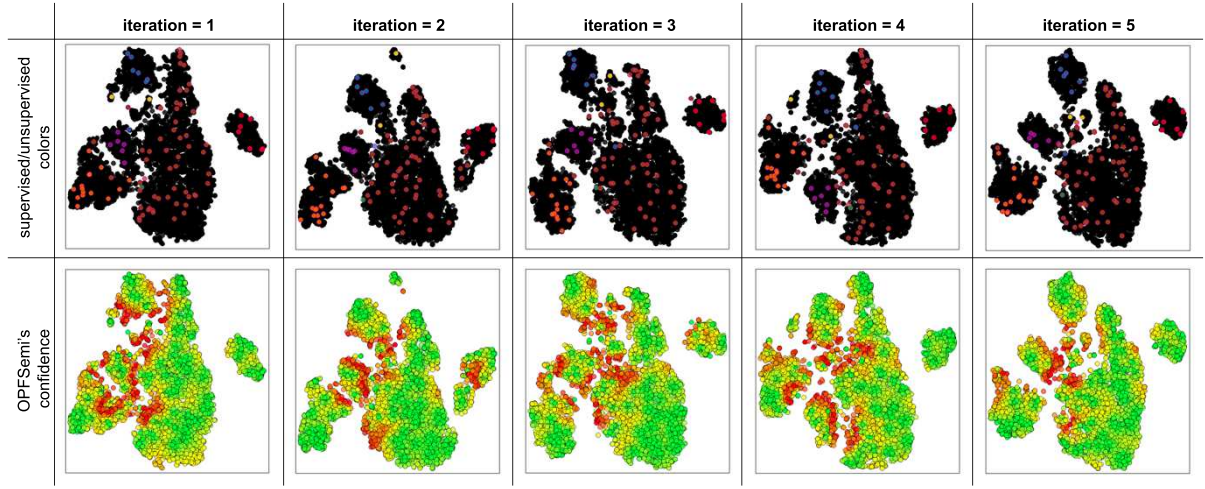 iteration = 1
iteration = 2
iteration = 3
iteration = 4
iteration = 5
supervised/unsupervised
colors
OPFSemi's
confidence